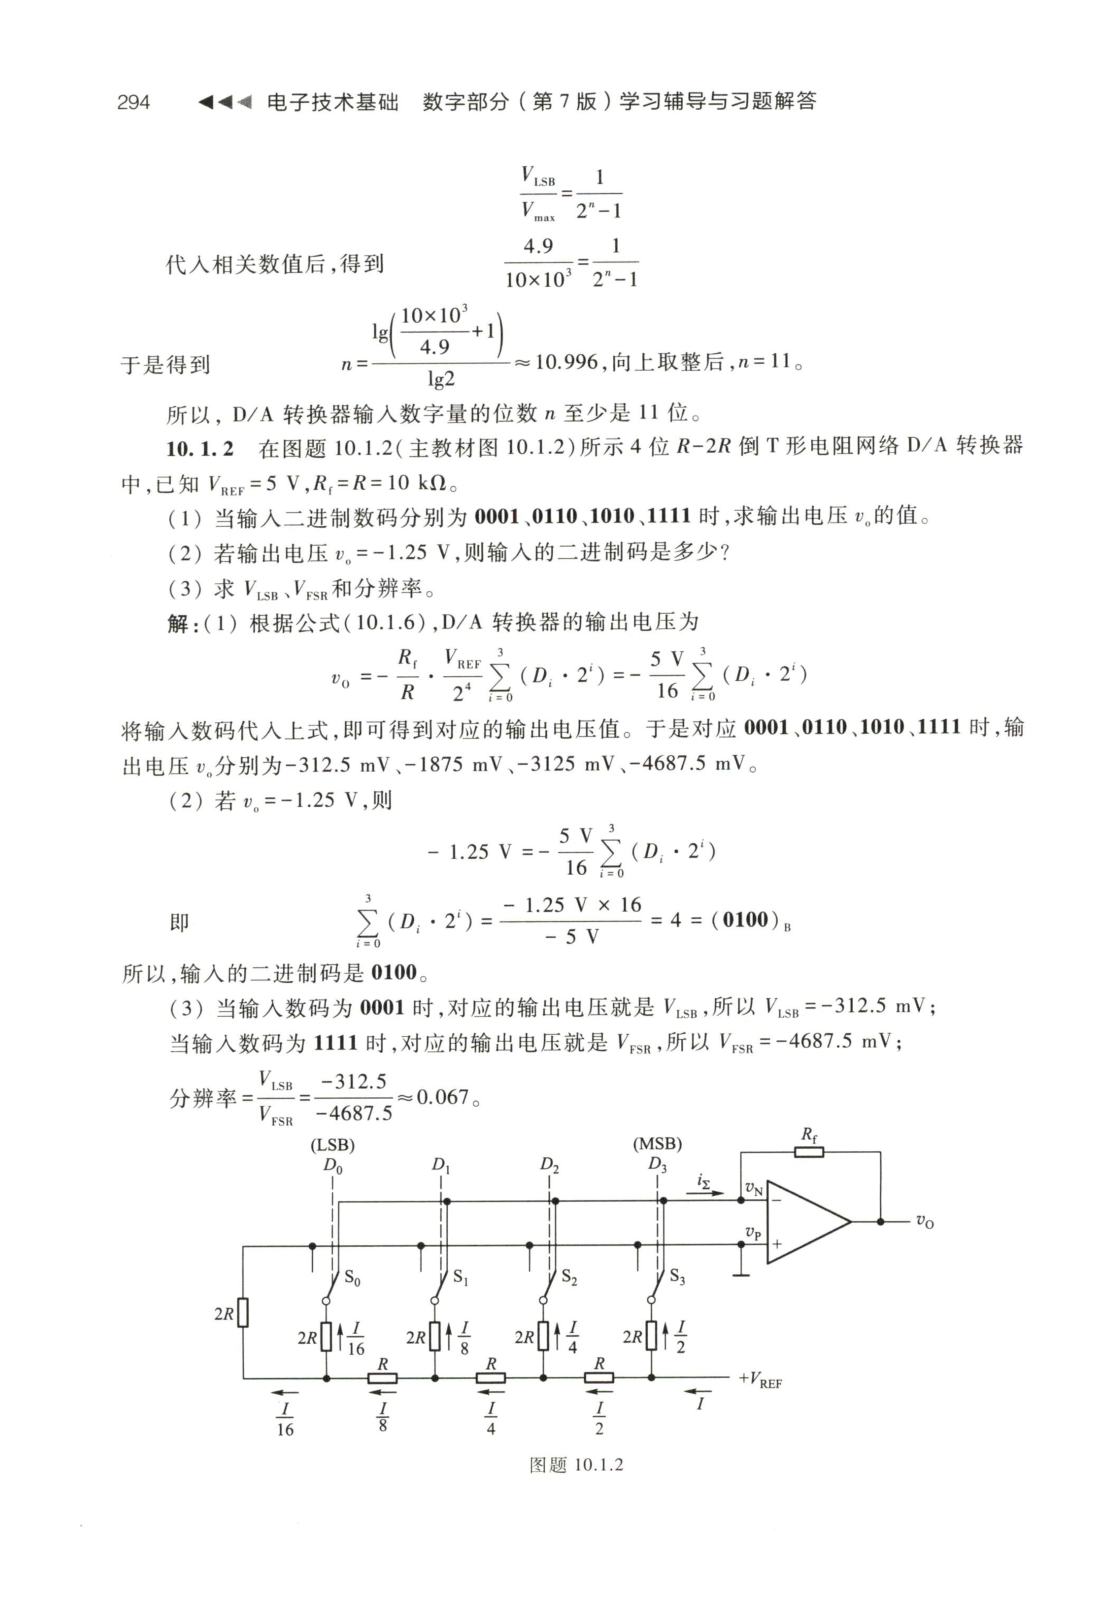 294 ◀◀◀ 电子技术基础 数字部分(第7版)学习辅导与习题解答
V_LSB/V_max = 1/(2^n-1)
代入相关数值后,得到 4.9/(10×10^3) = 1/(2^n-1)
于是得到 n = lg(10×10^3/4.9 + 1)/lg2 ≈ 10.996,向上取整后,n=11。
所以, D/A 转换器输入数字量的位数 n 至少是 11 位。
10.1.2 在图题 10.1.2(主教材图 10.1.2)所示 4 位 R-2R 倒 T 形电阻网络 D/A 转换器
中,已知 V_REF=5 V,R_f=R=10 kΩ。
(1) 当输入二进制数码分别为 0001、0110、1010、1111 时,求输出电压 v_o的值。
(2) 若输出电压 v_o=-1.25 V,则输入的二进制码是多少?
(3) 求 V_LSB、V_FSR和分辨率。
解:(1) 根据公式(10.1.6),D/A 转换器的输出电压为
v_O = -R_f/R · V_REF/2^4 ∑_{i=0}^{3} (D_i · 2^i) = -5 V/16 ∑_{i=0}^{3} (D_i · 2^i)
将输入数码代入上式,即可得到对应的输出电压值。于是对应 0001、0110、1010、1111 时,输
出电压 v_o分别为-312.5 mV、-1875 mV、-3125 mV、-4687.5 mV。
(2) 若 v_o=-1.25 V,则
-1.25 V = -5 V/16 ∑_{i=0}^{3} (D_i · 2^i)
即 ∑_{i=0}^{3} (D_i · 2^i) = (-1.25 V × 16)/(-5 V) = 4 = (0100)_B
所以,输入的二进制码是 0100。
(3) 当输入数码为 0001 时,对应的输出电压就是 V_LSB,所以 V_LSB=-312.5 mV;
当输入数码为 1111 时,对应的输出电压就是 V_FSR,所以 V_FSR=-4687.5 mV;
分辨率=V_LSB/V_FSR=-312.5/-4687.5≈0.067。
(LSB) (MSB) R_f
D_0 D_1 D_2 D_3
i_Σ v_N -
v_P + v_O
S_0 S_1 S_2 S_3
2R
2R I/16 2R I/8 2R I/4 2R I/2
R R R +V_REF
I/16 I/8 I/4 I/2 I
图题 10.1.2